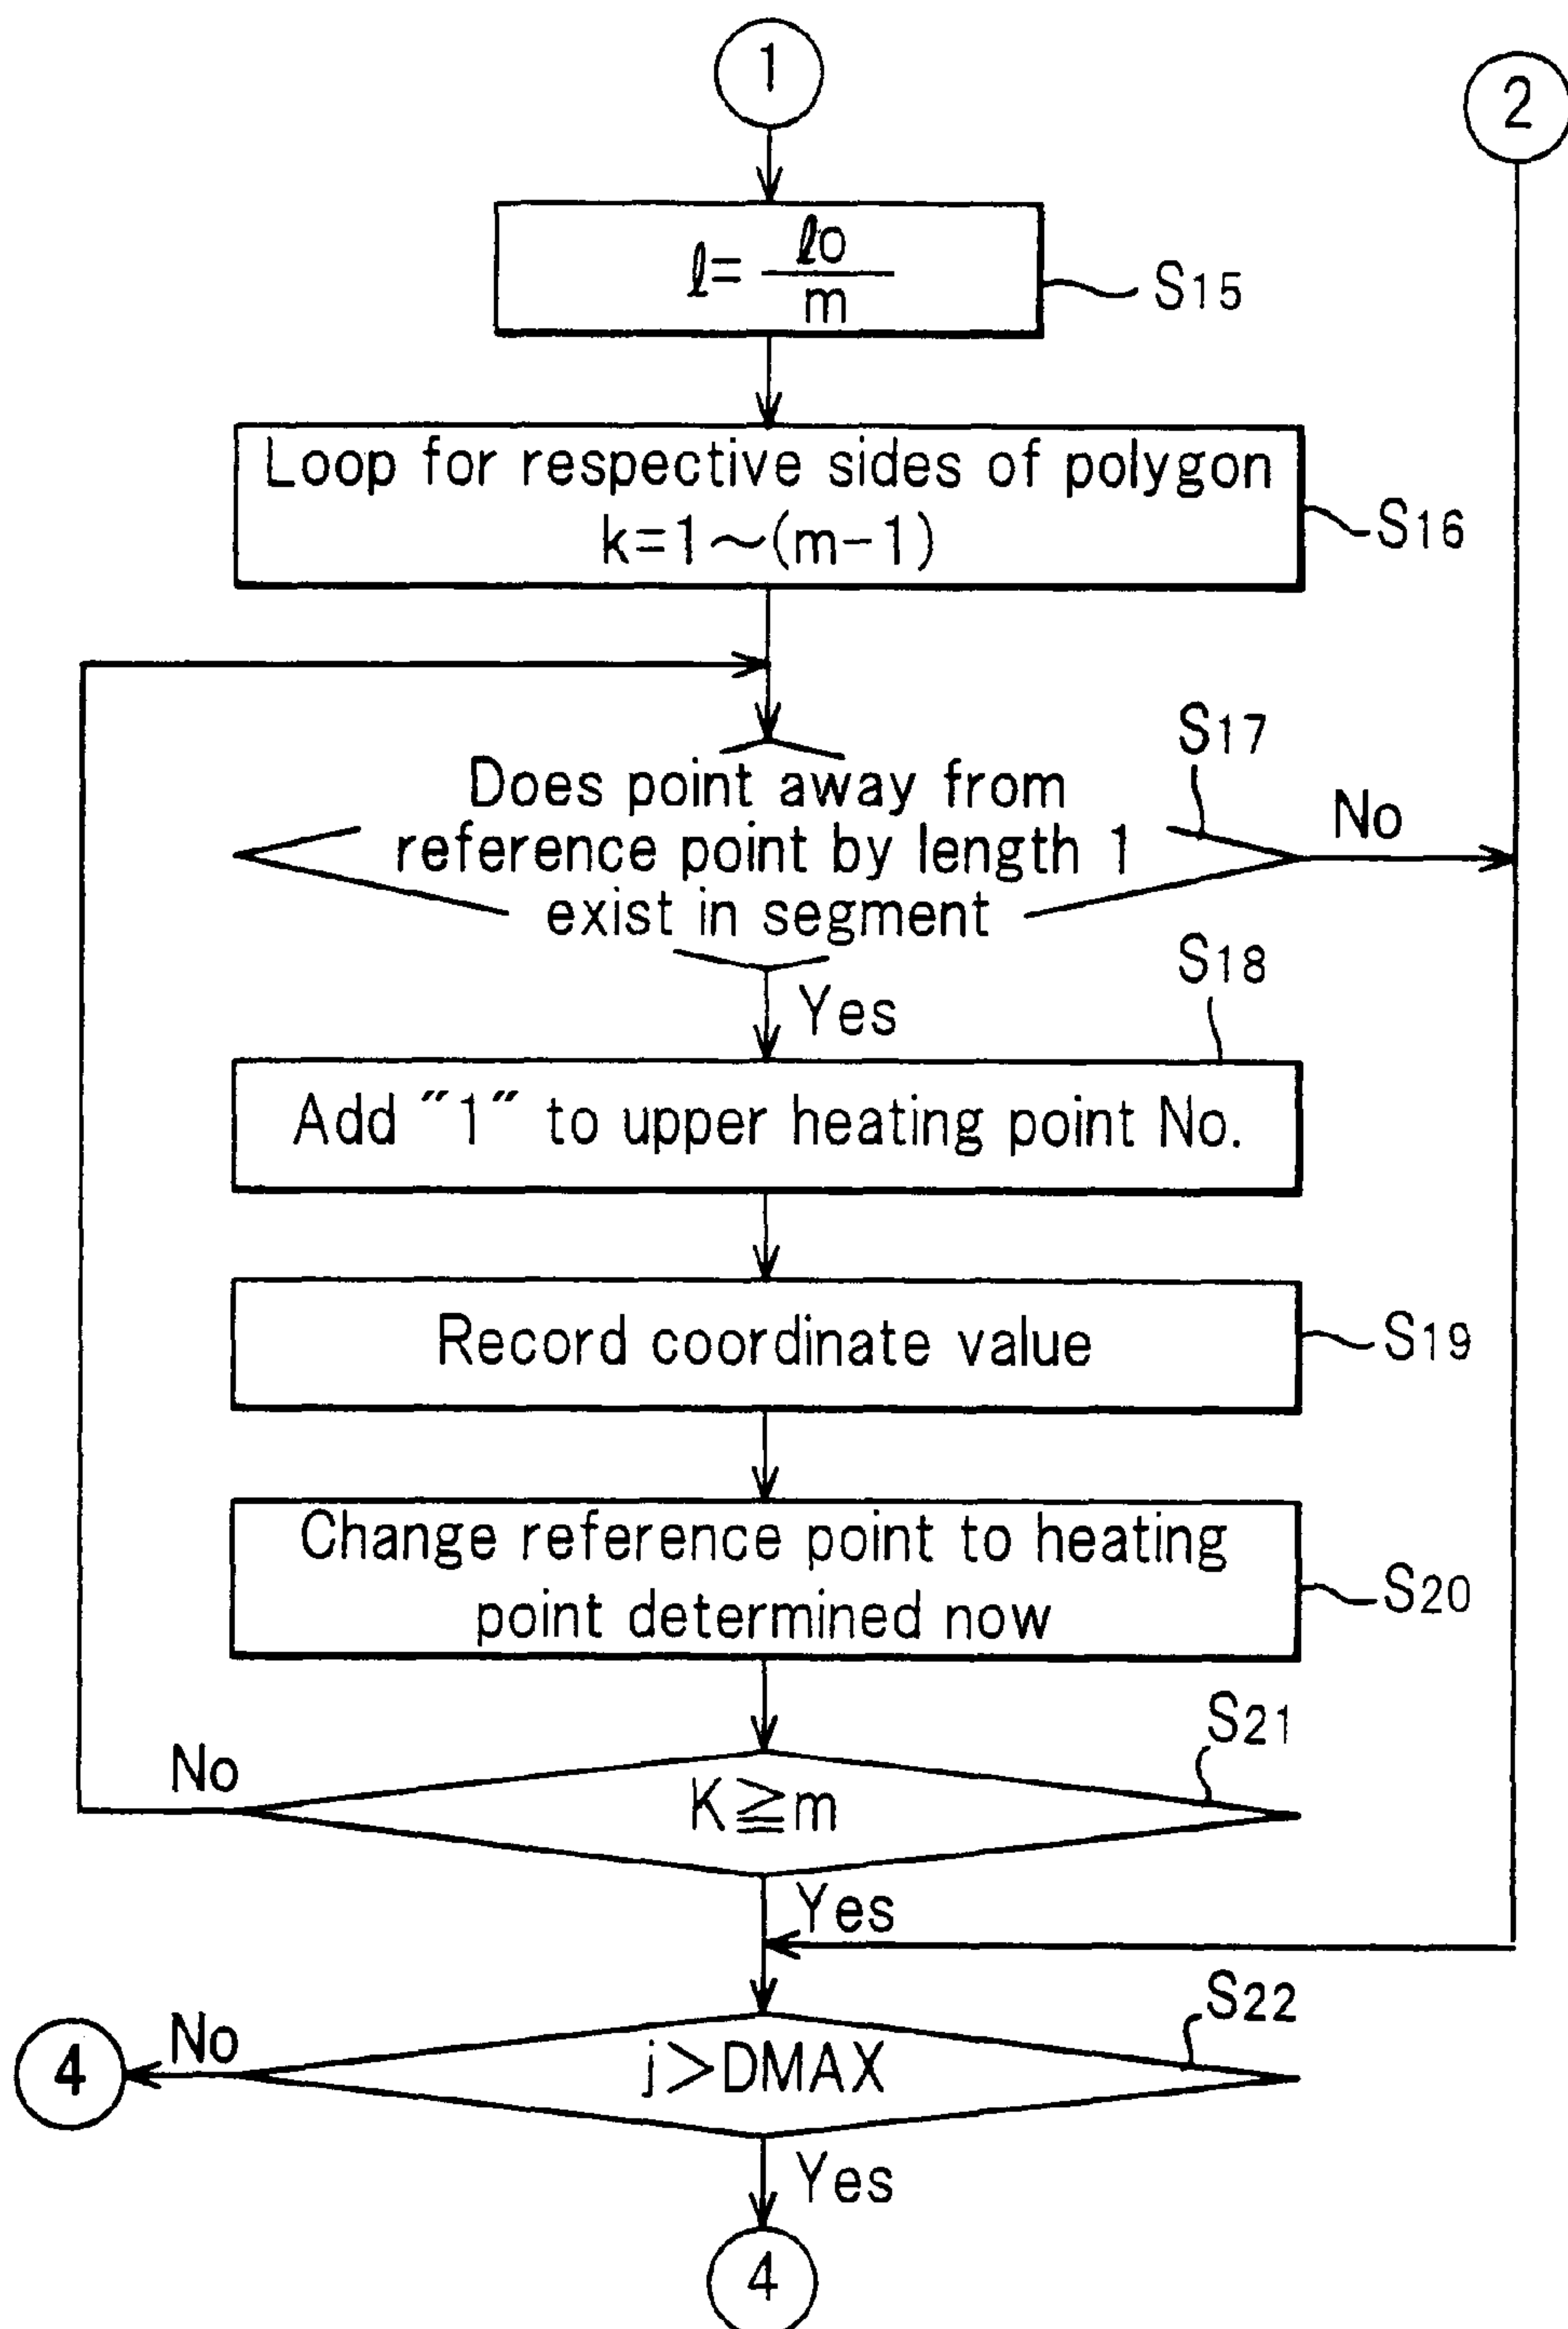 1
2
ℓ= ℓ0
m
S15
Loop for respective sides of polygon
k=1～(m-1)
S16
S17
Does point away from
reference point by length 1
exist in segment
No
S18
Yes
Add "1" to upper heating point No.
Record coordinate value
S19
Change reference point to heating
point determined now
S20
S21
No
K≧m
Yes
S22
No
4
j>DMAX
Yes
4